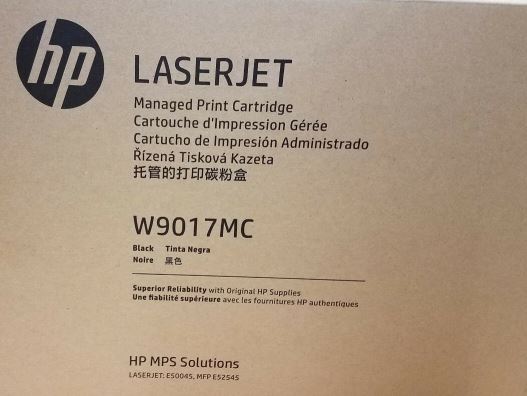 hp
LASERJET
Managed Print Cartridge
Cartouche d'Impression Gérée
Cartucho de Impresión Administrado
Řízená Tisková Kazeta
托管的打印碳粉盒
W9017MC
Black Tinta Negra
Noire 黑色
Superior Reliability with Original HP Supplies
Une fiabilité supérieure avec les fournitures HP authentiques
HP MPS Solutions
LASERJET: E50045, MFP E52545